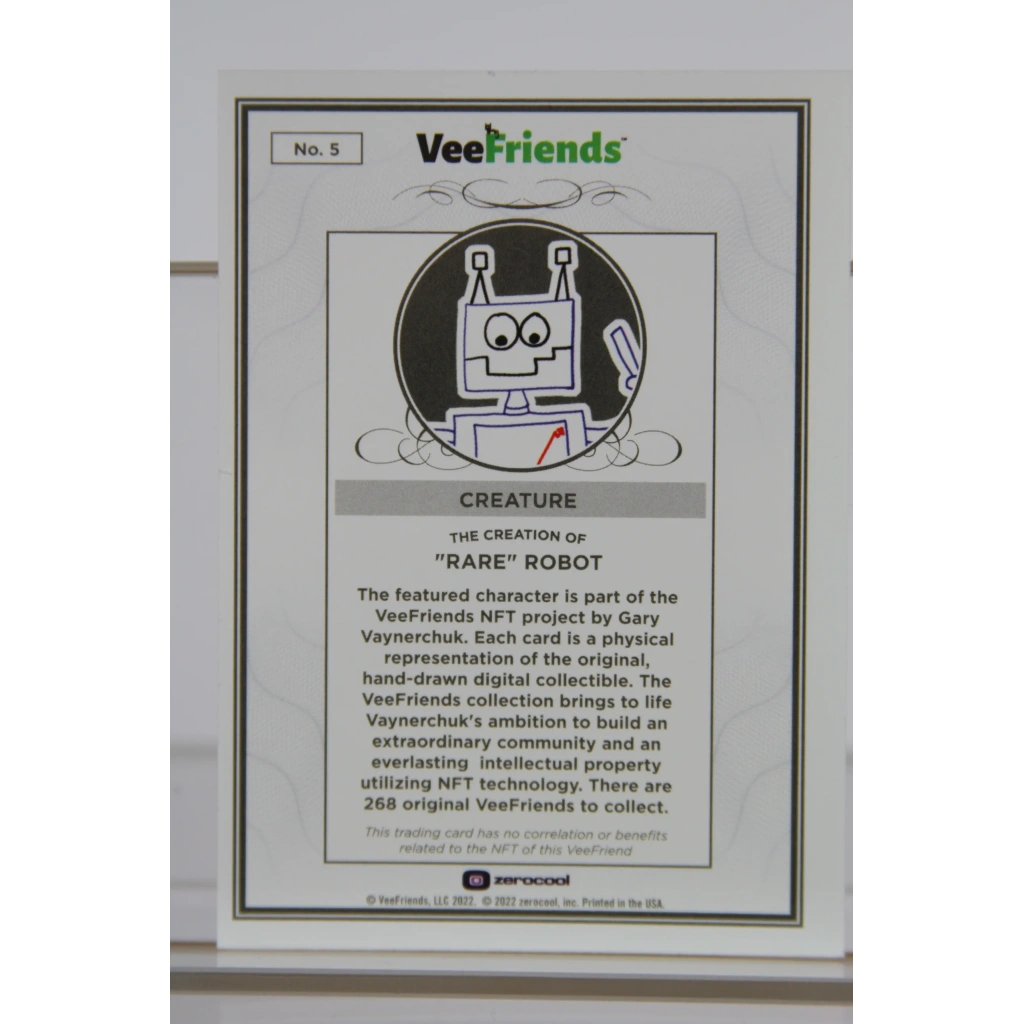 No. 5
VeeFriends™
CREATURE
THE CREATION OF
"RARE" ROBOT
The featured character is part of the
VeeFriends NFT project by Gary
Vaynerchuk. Each card is a physical
representation of the original,
hand-drawn digital collectible. The
VeeFriends collection brings to life
Vaynerchuk's ambition to build an
extraordinary community and an
everlasting intellectual property
utilizing NFT technology. There are
268 original VeeFriends to collect.
This trading card has no correlation or benefits
related to the NFT of this VeeFriend
zerocool
© VeeFriends, LLC 2022. © 2022 zerocool, inc. Printed in the USA.